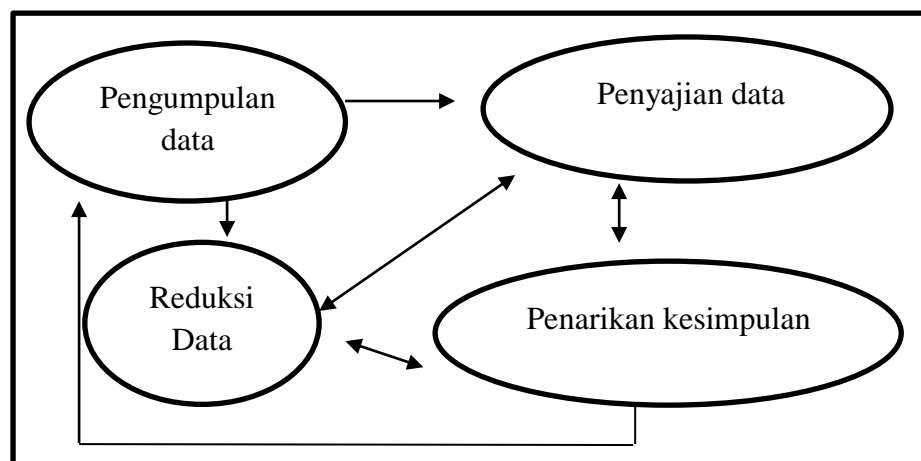 Pengumpulan
data
Penyajian data
Reduksi
Data
Penarikan kesimpulan